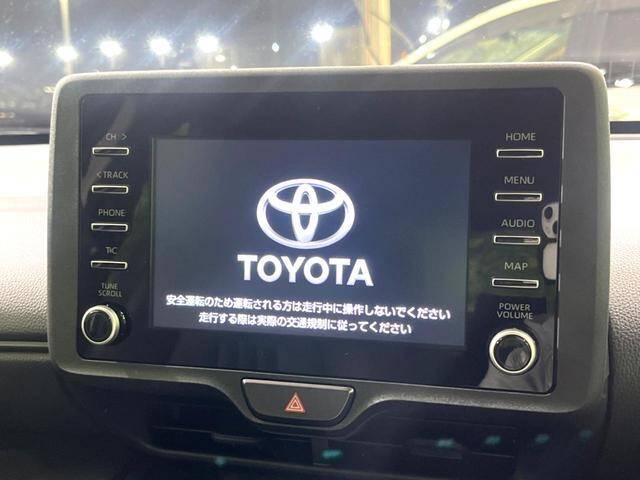 CH >
< TRACK
PHONE
T·C
TUNE
SCROLL
TOYOTA
安全運転のため運転される方は走行中に操作しないでください
走行する際は実際の交通規制に従ってください
HOME
MENU
AUDIO
MAP
POWER
VOLUME